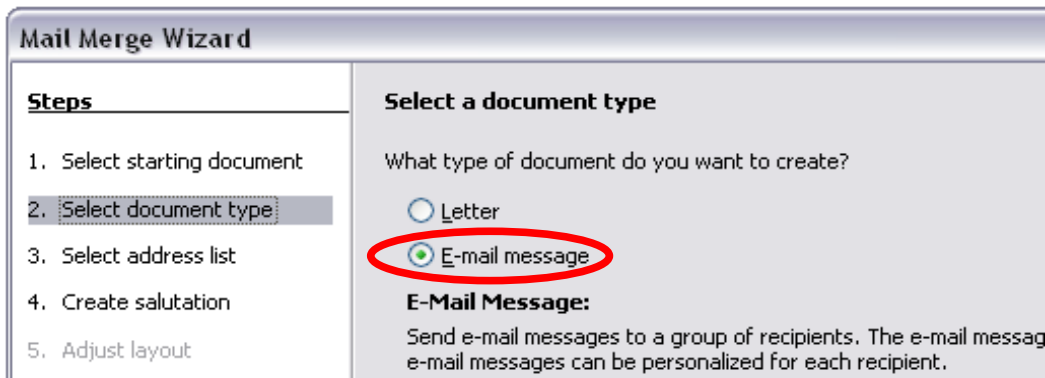 Mail Merge Wizard
Steps
1. Select starting document
2. Select document type
3. Select address list
4. Create salutation
5. Adjust layout
Select a document type
What type of document do you want to create?
Letter
E-mail message
E-Mail Message:
Send e-mail messages to a group of recipients. The e-mail messag
e-mail messages can be personalized for each recipient.